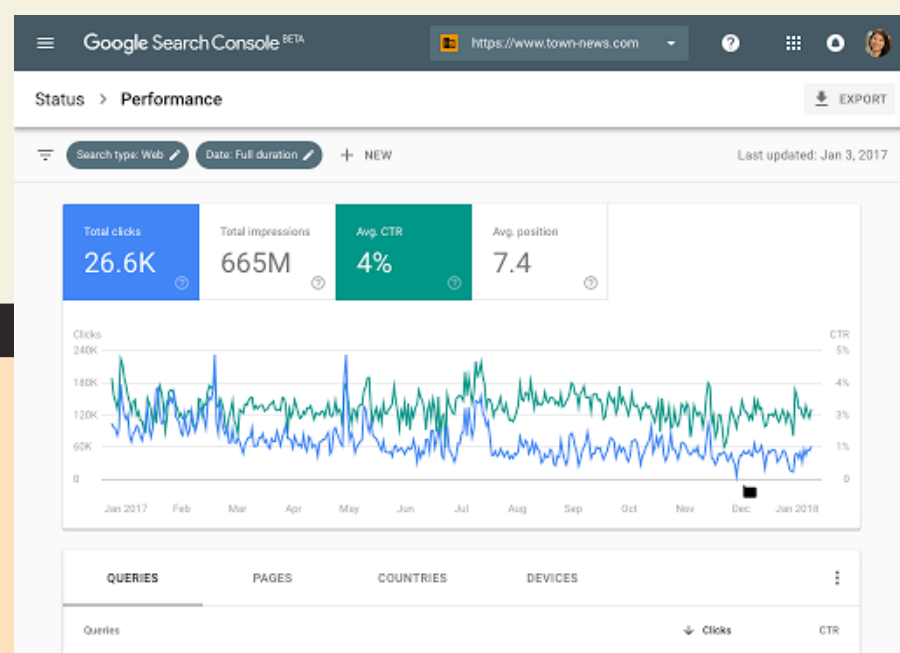 Google Search Console BETA https://www.town-news.com
Status > Performance EXPORT
Search type: Web Date: Full duration + NEW Last updated: Jan 3, 2017
Total clicks Total impressions Avg. CTR Avg. position
26.6K 665M 4% 7.4
Clicks CTR
240K 5%
180K 4%
120K 3%
60K 1%
0 0
Jan 2017 Feb Mar Apr May Jun Jul Aug Sep Oct Nov Dec Jan 2018
QUERIES PAGES COUNTRIES DEVICES
Queries Clicks CTR